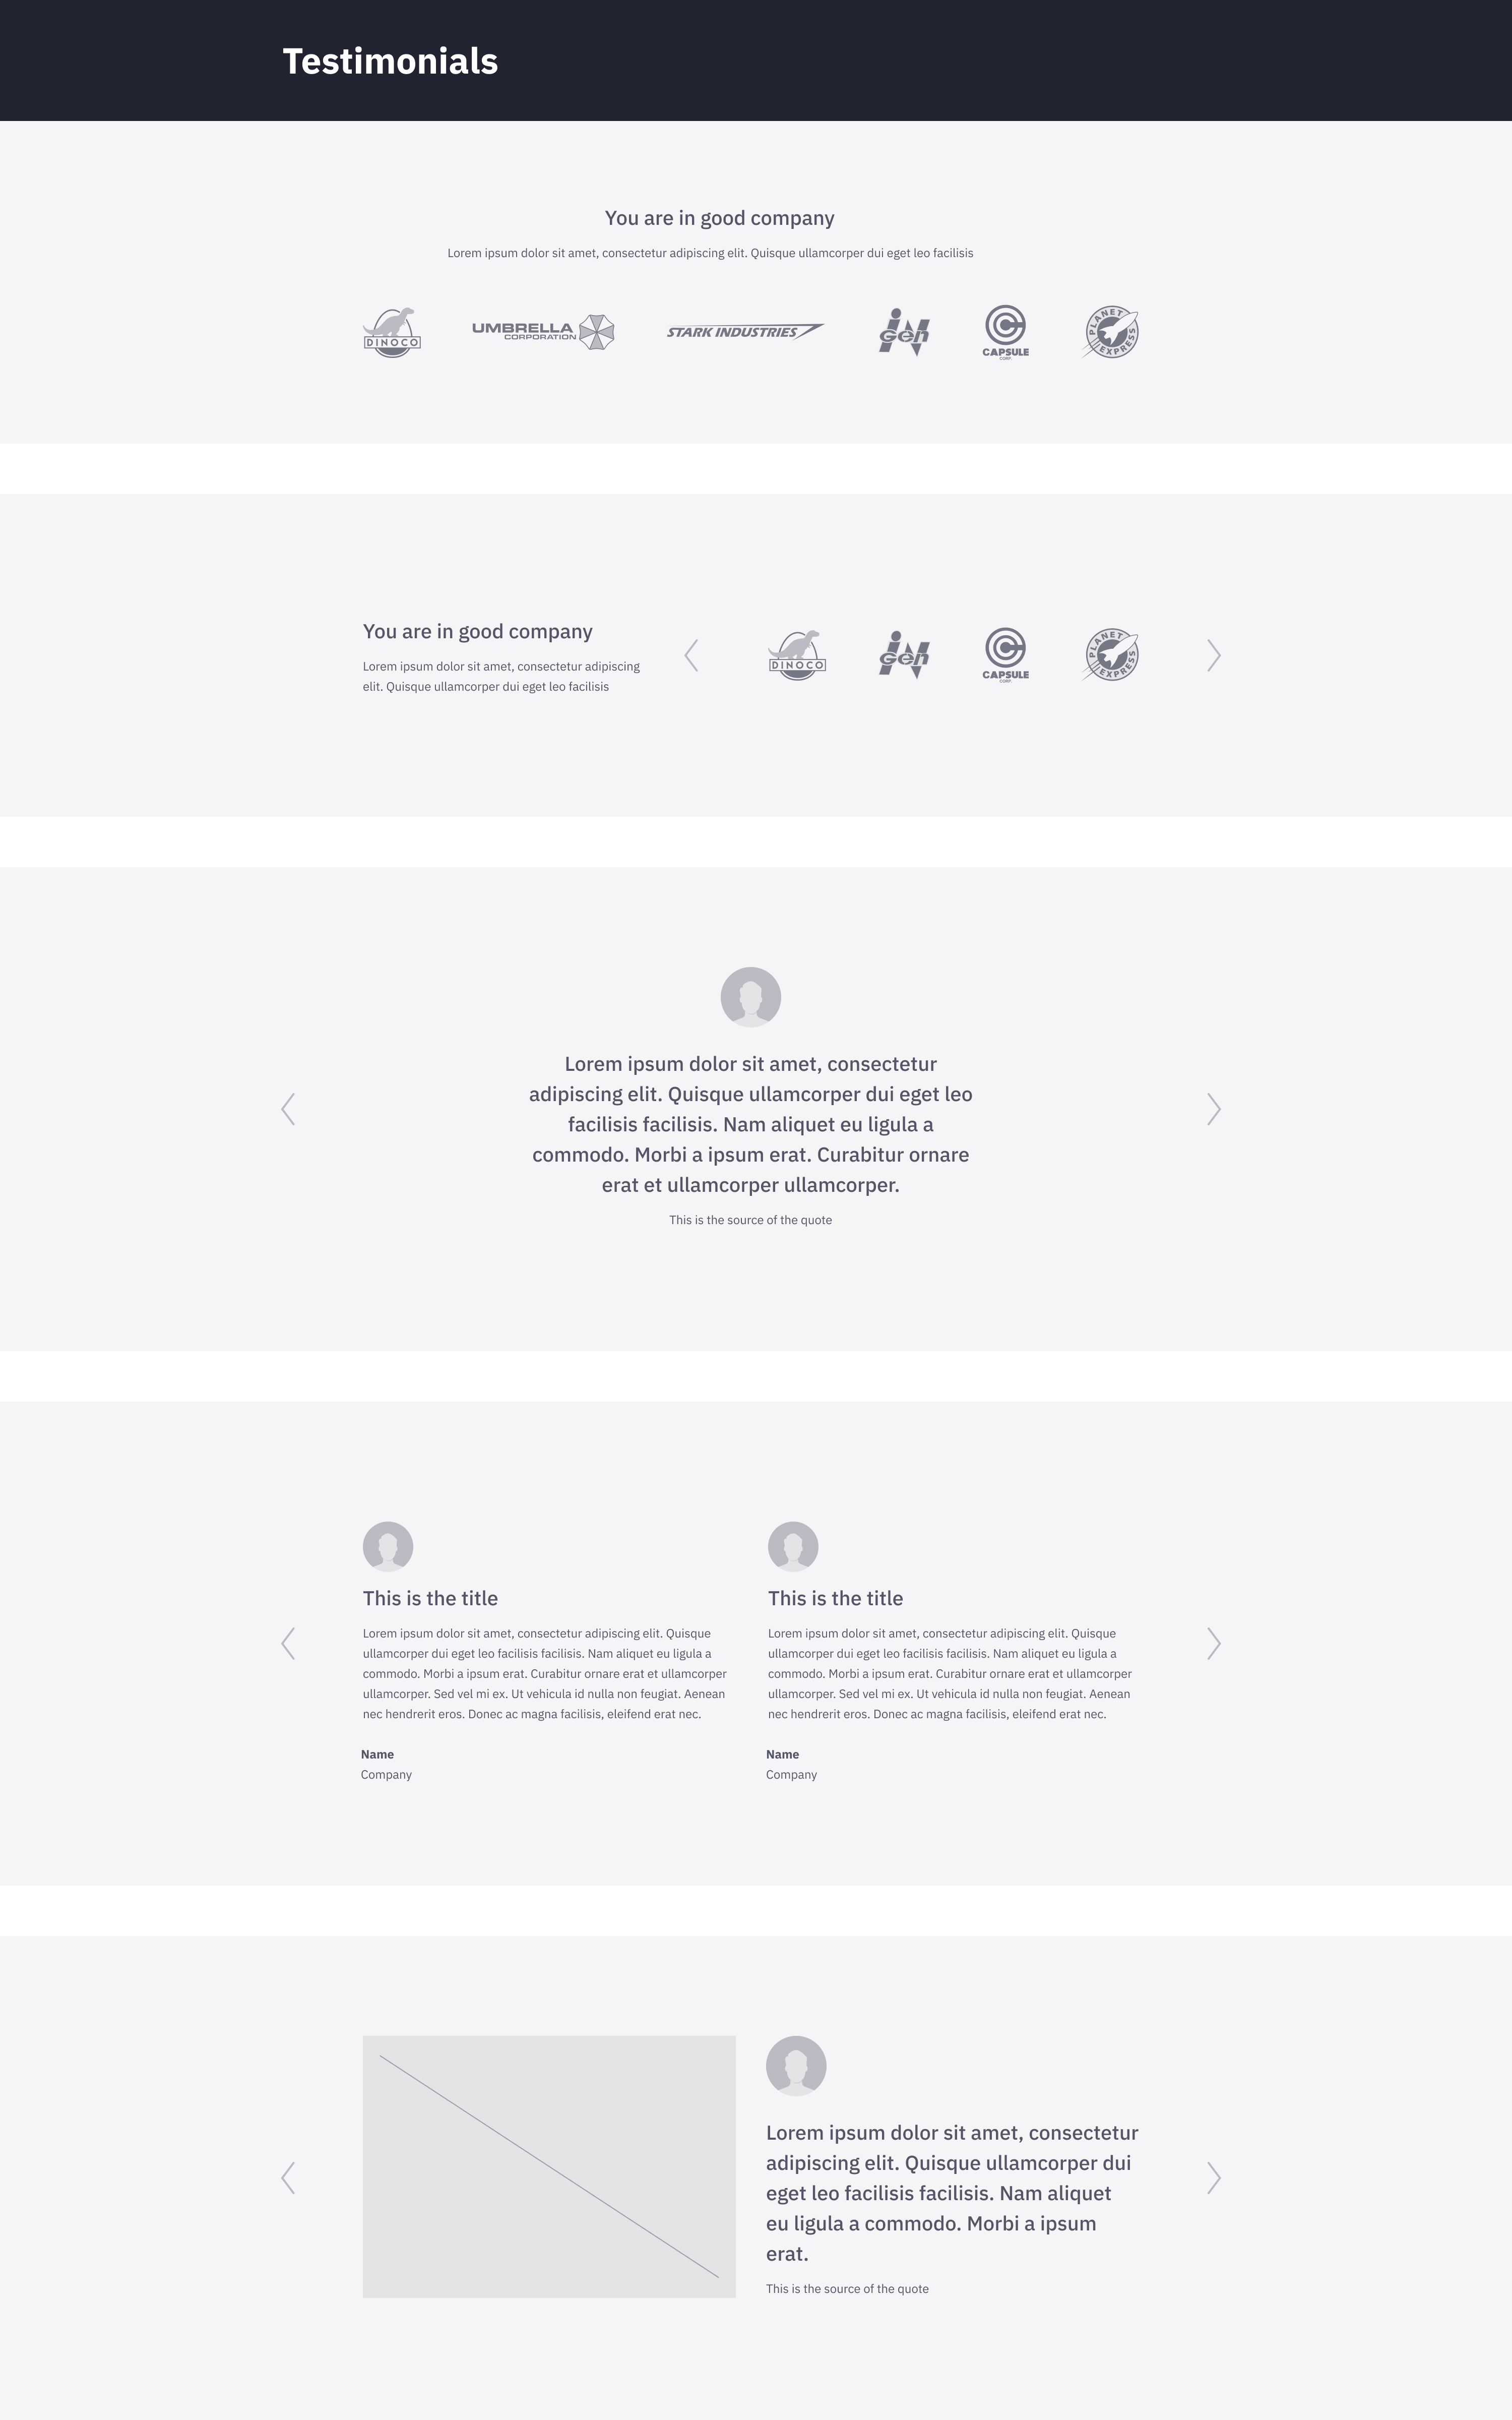 Testimonials
You are in good company
Lorem ipsum dolor sit amet, consectetur adipiscing elit. Quisque ullamcorper dui eget leo facilisis
DINOCO
UMBRELLA
CORPORATION
STARK INDUSTRIES
inGen
CAPSULE
CORP.
PLANET
EXPRESS
You are in good company
Lorem ipsum dolor sit amet, consectetur adipiscing
elit. Quisque ullamcorper dui eget leo facilisis
DINOCO
inGen
CAPSULE
CORP.
PLANET
EXPRESS
Lorem ipsum dolor sit amet, consectetur
adipiscing elit. Quisque ullamcorper dui eget leo
facilisis facilisis. Nam aliquet eu ligula a
commodo. Morbi a ipsum erat. Curabitur ornare
erat et ullamcorper ullamcorper.
This is the source of the quote
This is the title
Lorem ipsum dolor sit amet, consectetur adipiscing elit. Quisque
ullamcorper dui eget leo facilisis facilisis. Nam aliquet eu ligula a
commodo. Morbi a ipsum erat. Curabitur ornare erat et ullamcorper
ullamcorper. Sed vel mi ex. Ut vehicula id nulla non feugiat. Aenean
nec hendrerit eros. Donec ac magna facilisis, eleifend erat nec.
Name
Company
This is the title
Lorem ipsum dolor sit amet, consectetur adipiscing elit. Quisque
ullamcorper dui eget leo facilisis facilisis. Nam aliquet eu ligula a
commodo. Morbi a ipsum erat. Curabitur ornare erat et ullamcorper
ullamcorper. Sed vel mi ex. Ut vehicula id nulla non feugiat. Aenean
nec hendrerit eros. Donec ac magna facilisis, eleifend erat nec.
Name
Company
Lorem ipsum dolor sit amet, consectetur
adipiscing elit. Quisque ullamcorper dui
eget leo facilisis facilisis. Nam aliquet
eu ligula a commodo. Morbi a ipsum
erat.
This is the source of the quote